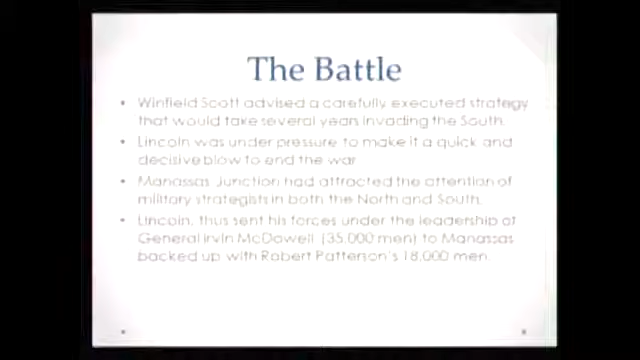 The Battle
• Winfield Scott advised a carefully executed strategy
that would take several years invading the South.
• Lincoln was under pressure to make it a quick and
decisive blow to end the war
• Manassas Junction had attracted the attention of
military strategists in both the North and South.
• Lincoln, thus sent his forces under the leadership of
General Irvin McDowell (35,000 men) to Manassas
backed up with Robert Patterson's 18,000 men.